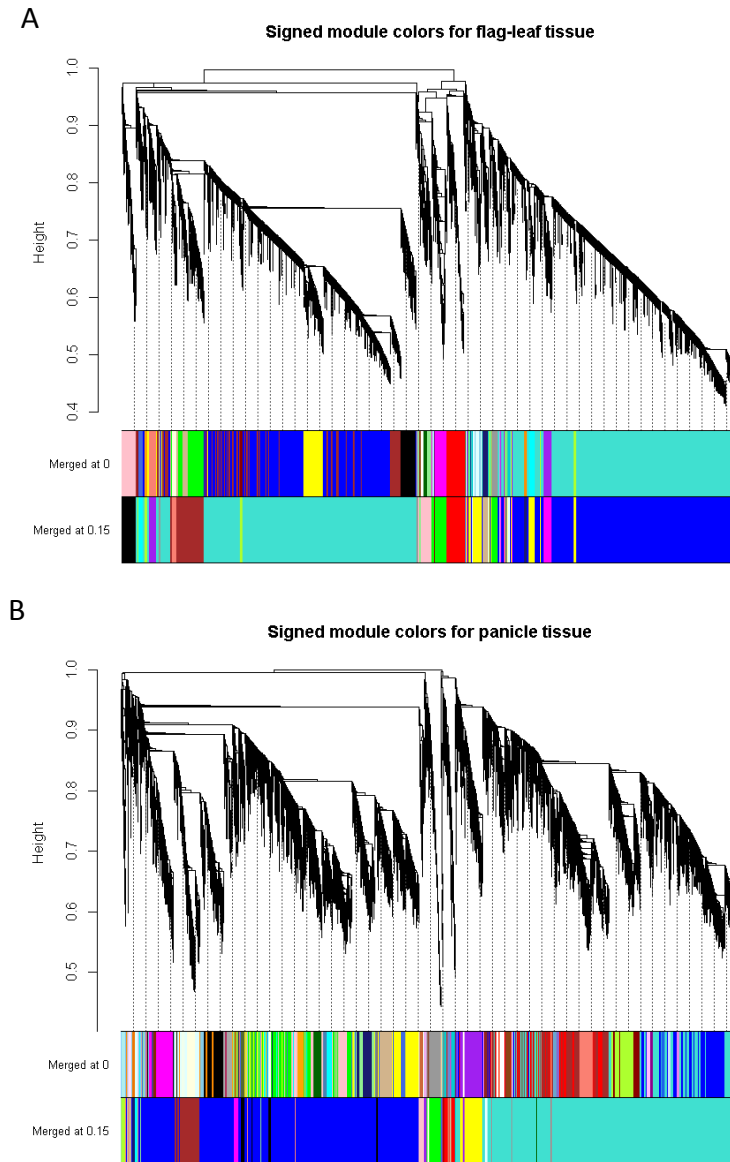 A
Signed module colors for flag-leaf tissue
Height
1.0
0.9
0.8
0.7
0.6
0.5
0.4
Merged at 0
Merged at 0.15
B
Signed module colors for panicle tissue
Height
1.0
0.9
0.8
0.7
0.6
0.5
Merged at 0
Merged at 0.15